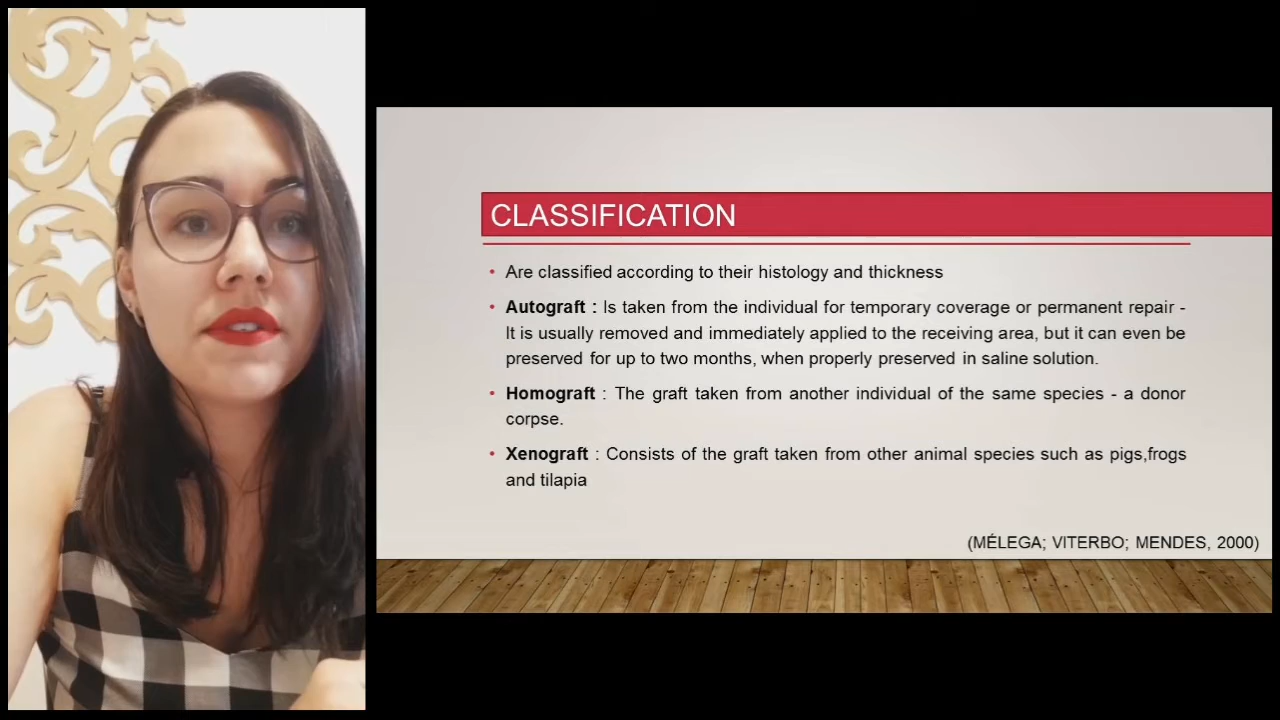 CLASSIFICATION
• Are classified according to their histology and thickness
• Autograft : Is taken from the individual for temporary coverage or permanent repair -
It is usually removed and immediately applied to the receiving area, but it can even be
preserved for up to two months, when properly preserved in saline solution.
• Homograft : The graft taken from another individual of the same species - a donor
corpse.
• Xenograft : Consists of the graft taken from other animal species such as pigs,frogs
and tilapia
(MÉLEGA; VITERBO; MENDES, 2000)